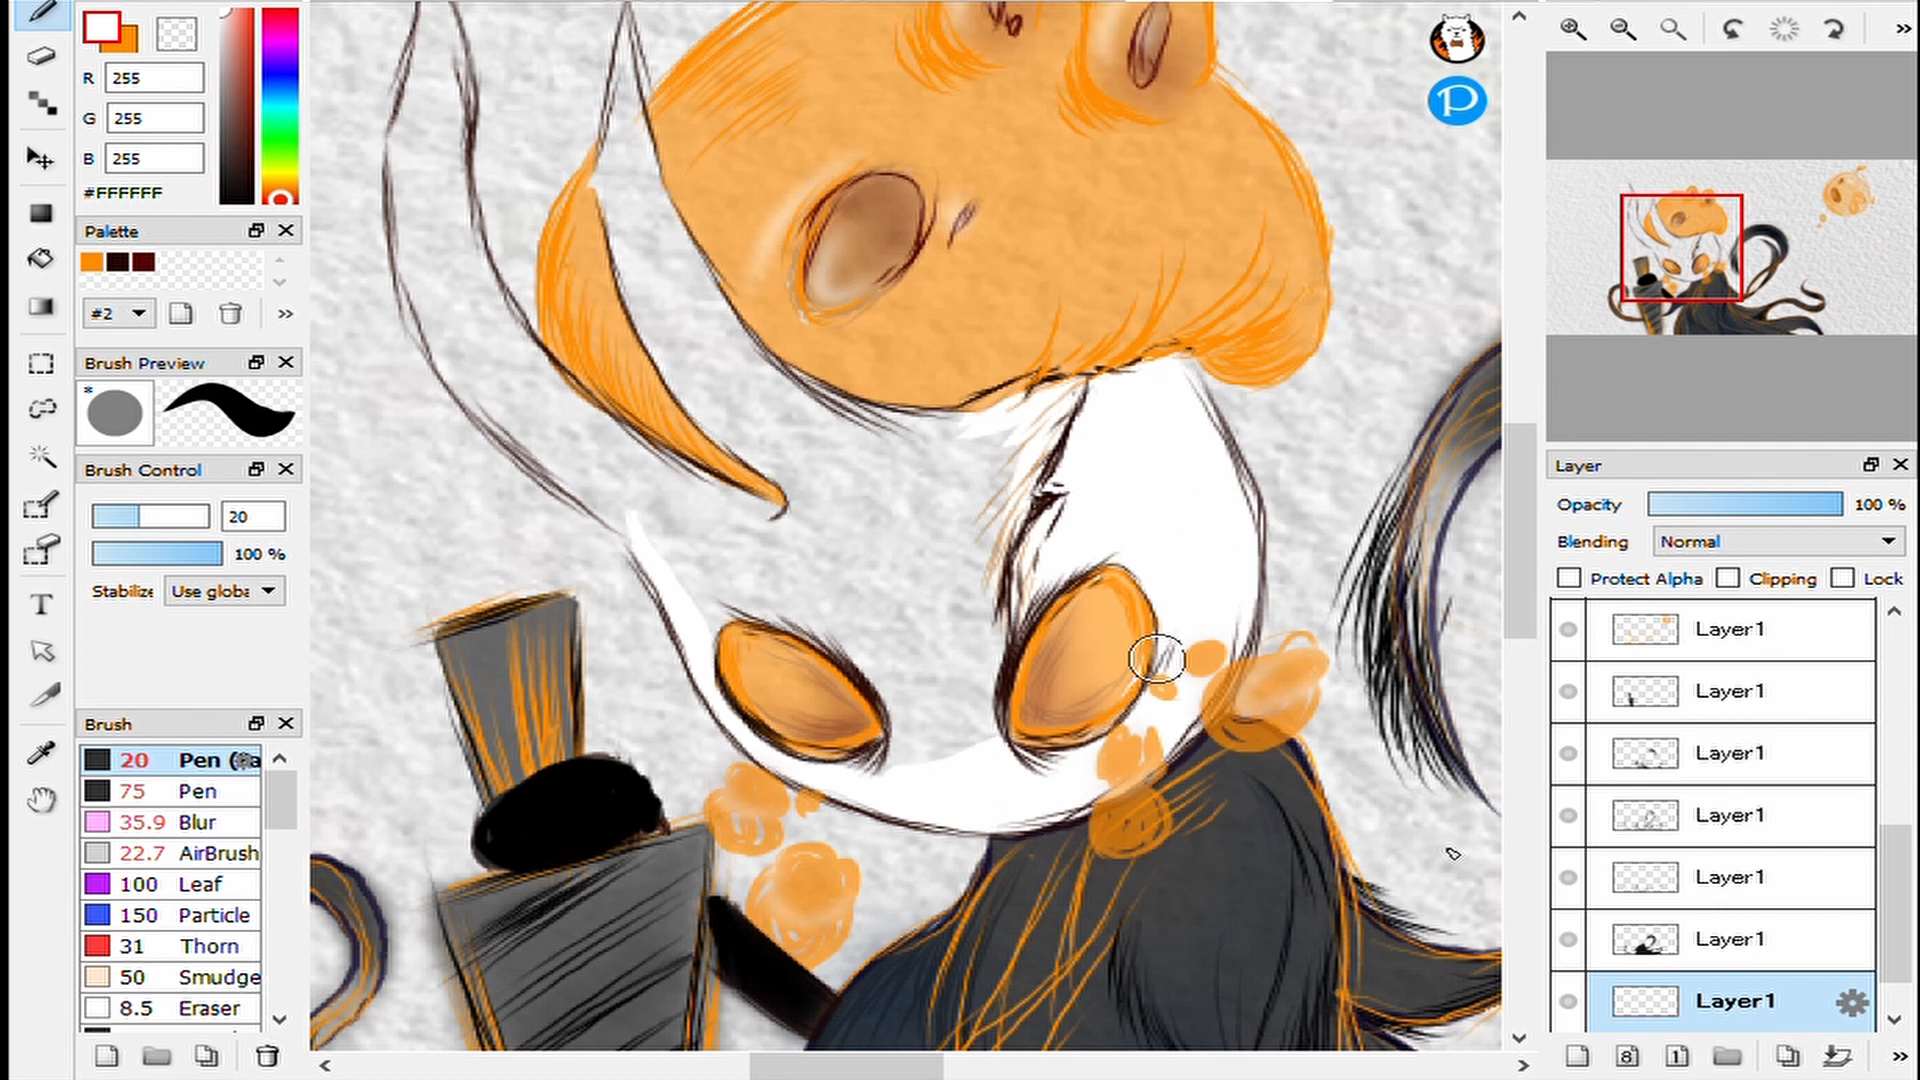 R 255
G 255
B 255
#FFFFFF
Palette
#2
Brush Preview
*
Brush Control
20
100 %
Stabilize Use globa
Brush
20 Pen (
75 Pen
35.9 Blur
22.7 AirBrush
100 Leaf
150 Particle
31 Thorn
50 Smudge
8.5 Eraser
P
Layer
Opacity 100 %
Blending Normal
Protect Alpha Clipping Lock
Layer1
Layer1
Layer1
Layer1
Layer1
Layer1
Layer1
8 1
T